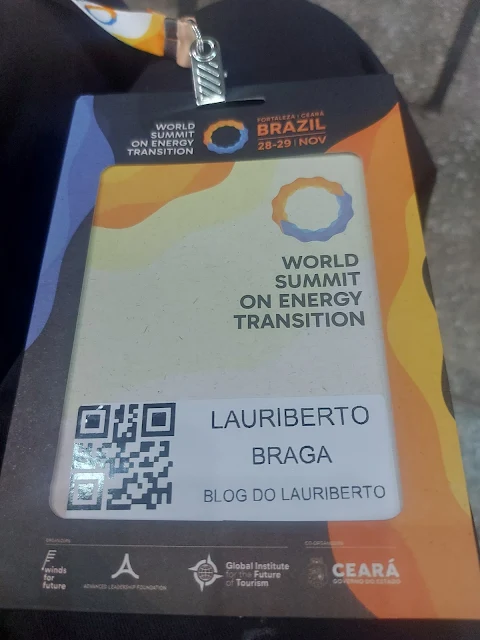 WORLD
SUMMIT
ON ENERGY
TRANSITION
FORTALEZA | CEARÁ
BRAZIL
28-29 | NOV
WORLD
SUMMIT
ON ENERGY
TRANSITION
LAURIBERTO
BRAGA
BLOG DO LAURIBERTO
winds
for
future
ADVANCED LEADERSHIP FOUNDATION
Global Institute
for the Future
of Tourism
CEARÁ
GOVERNO DO ESTADO